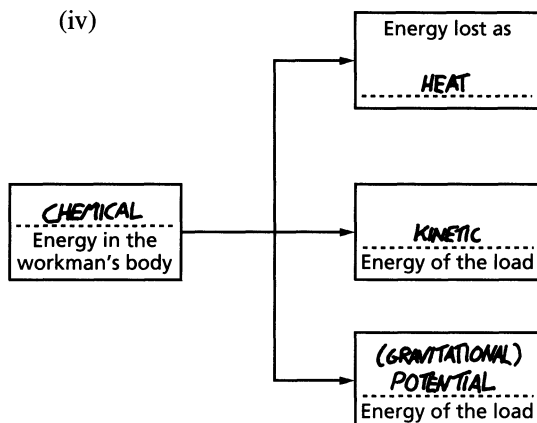 (iv)
Energy lost as
HEAT
CHEMICAL
Energy in the
workman's body
KINETIC
Energy of the load
(GRAVITATIONAL)
POTENTIAL
Energy of the load